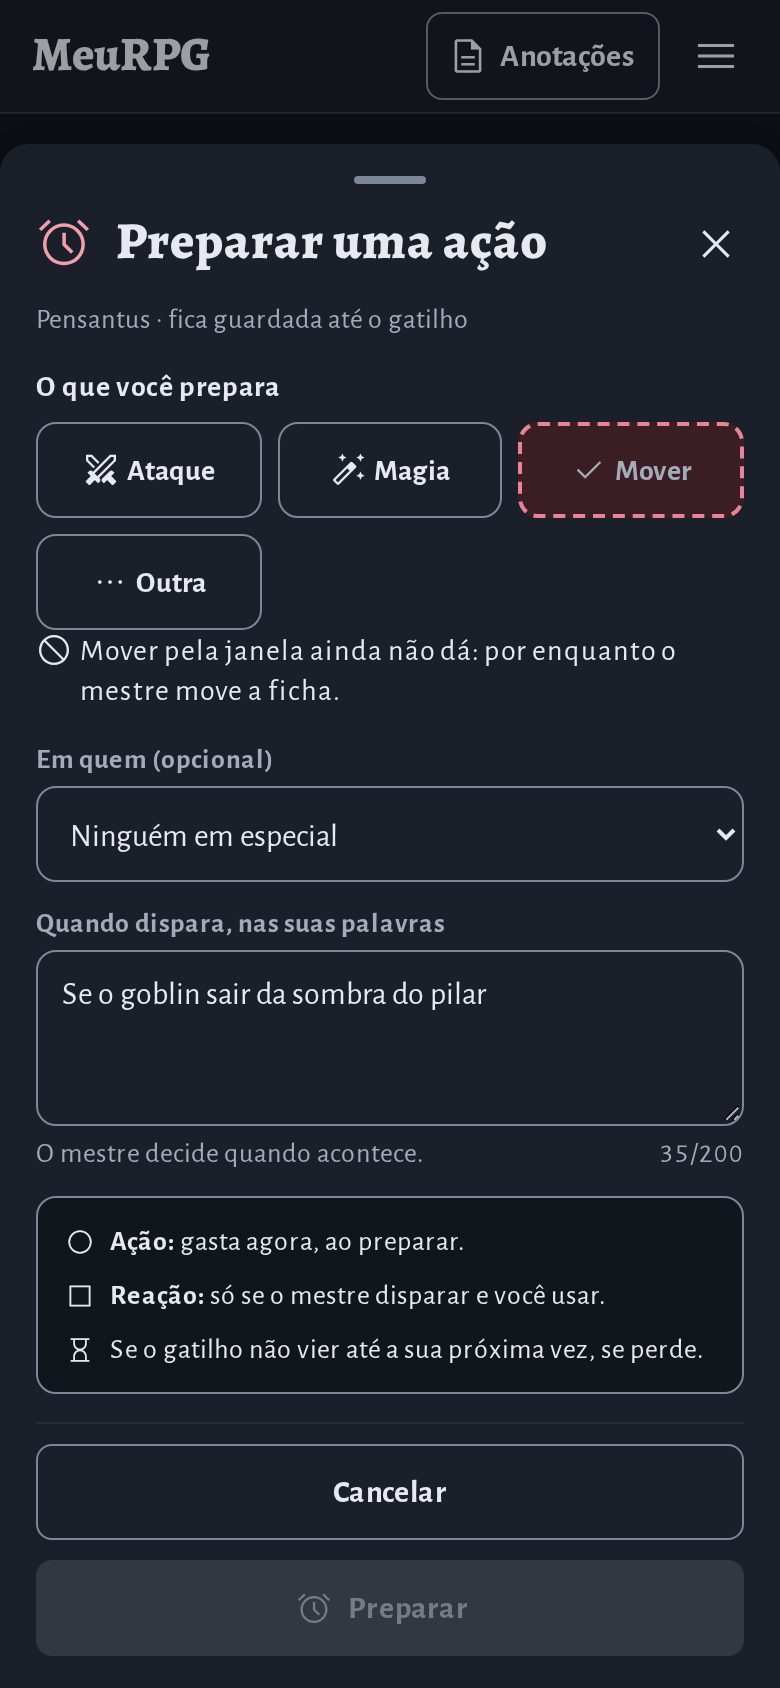 MeuRPG
Anotações
Preparar uma ação
Pensantus · fica guardada até o gatilho
O que você prepara
Ataque
Magia
Mover
Outra
Mover pela janela ainda não dá: por enquanto o
mestre move a ficha.
Em quem (opcional)
Ninguém em especial
Quando dispara, nas suas palavras
Se o goblin sair da sombra do pilar
O mestre decide quando acontece.
35/200
Ação: gasta agora, ao preparar.
Reação: só se o mestre disparar e você usar.
Se o gatilho não vier até a sua próxima vez, se perde.
Cancelar
Preparar